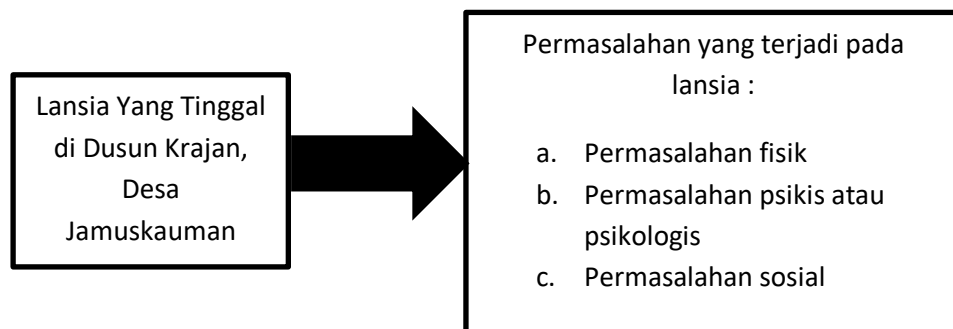 Lansia Yang Tinggal
di Dusun Krajan,
Desa
Jamuskauman
Permasalahan yang terjadi pada
lansia :
a. Permasalahan fisik
b. Permasalahan psikis atau
psikologis
c. Permasalahan sosial